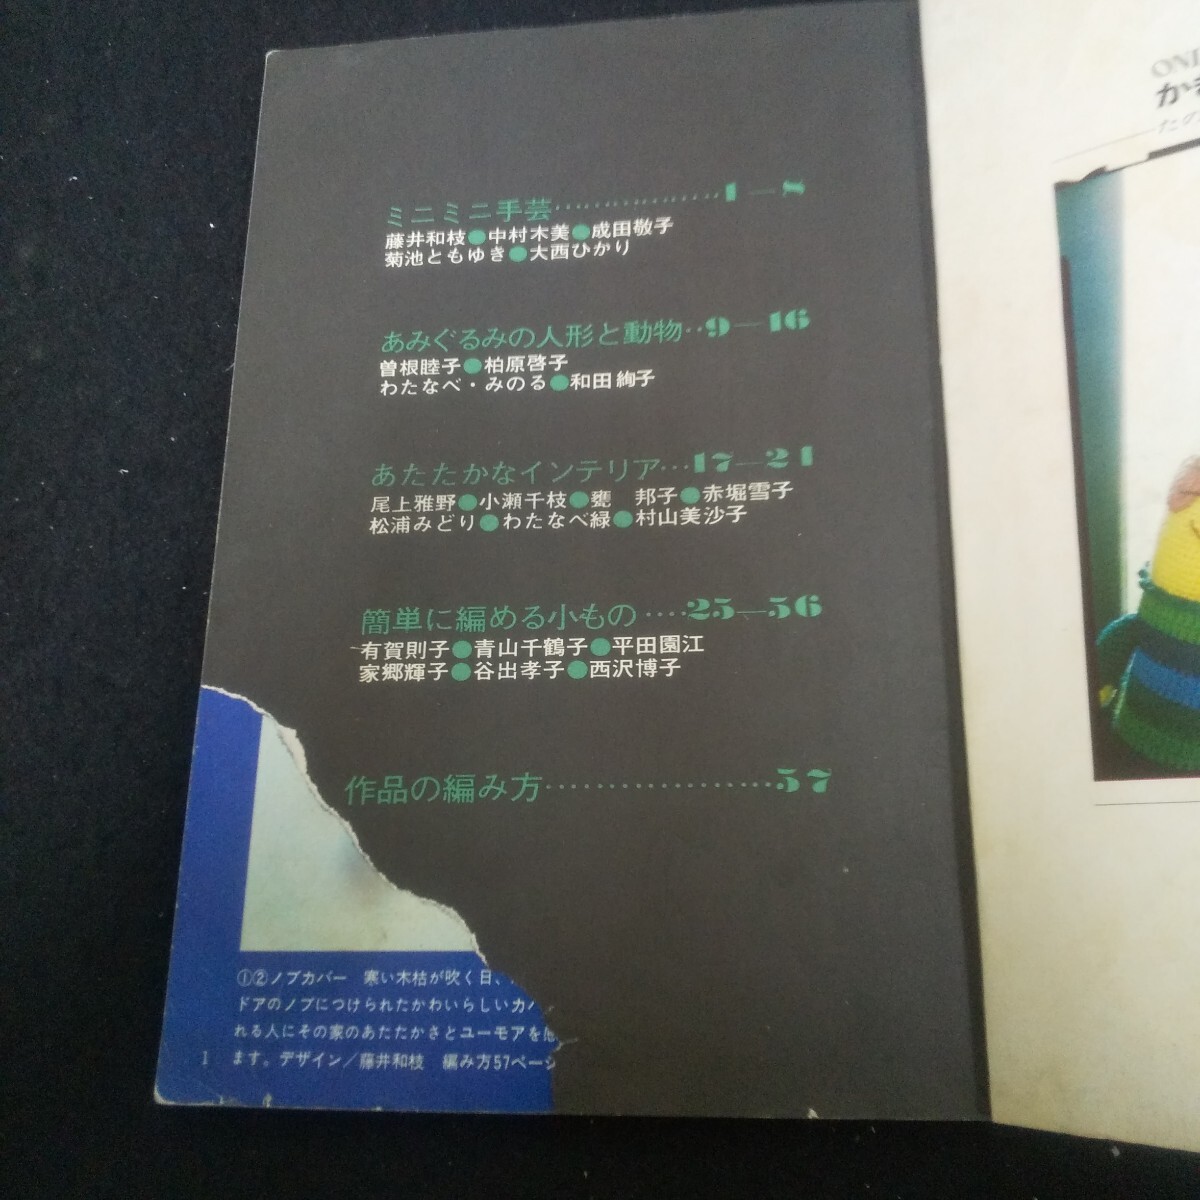 ミニミニ手芸………………1—8
藤井和枝●中村木美●成田敬子
菊池ともゆき●大西ひかり
あみぐるみの人形と動物‥9—16
曽根睦子●柏原啓子
わたなべ・みのる●和田絢子
あたたかなインテリア…17—24
尾上雅野●小瀬千枝●甕　邦子●赤堀雪子
松浦みどり●わたなべ緑●村山美沙子
簡単に編める小もの‥‥25—56
有賀則子●青山千鶴子●平田園江
家郷輝子●谷出孝子●西沢博子
作品の編み方………………57
①②ノブカバー　寒い木枯が吹く日、
ドアのノブにつけられたかわいらしいカバ
れる人にその家のあたたかさとユーモアを
ます。デザイン／藤井和枝　編み方57ページ
1
ONE
か
たの